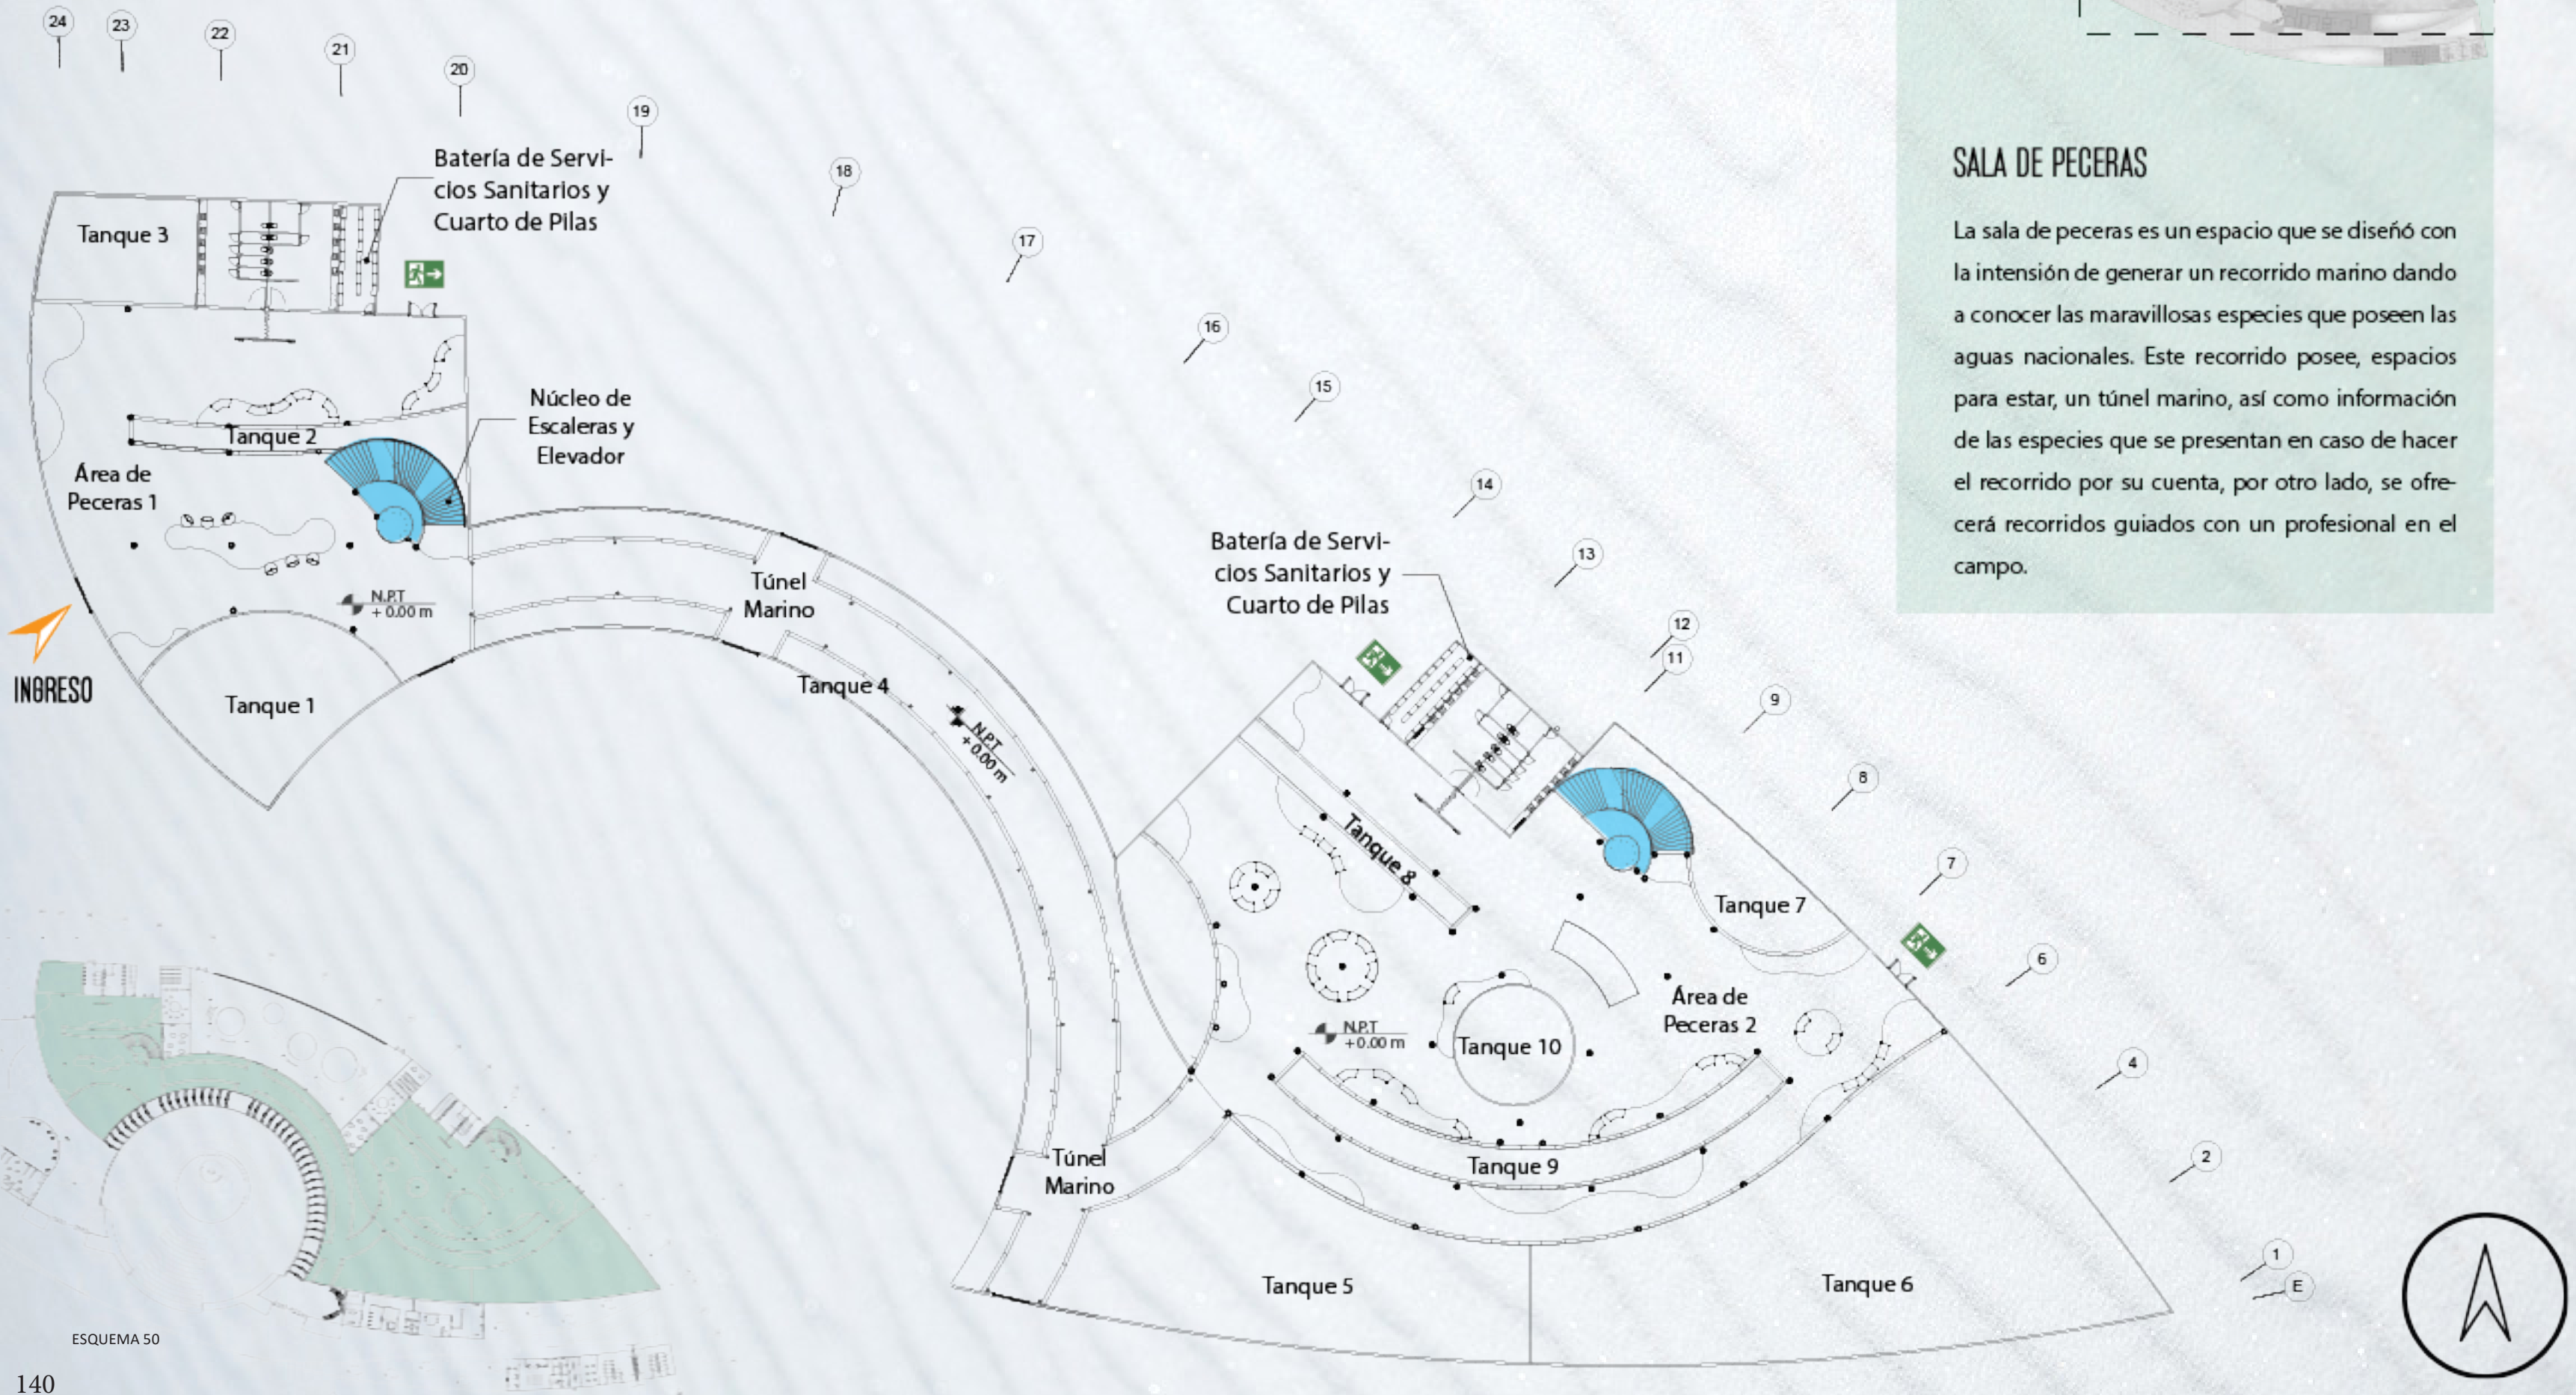 24
23
22
21
20
19
18
17
16
15
14
13
12
11
9
8
7
6
4
2
1
E
Batería de Servi-
cios Sanitarios y
Cuarto de Pilas
Tanque 3
Núcleo de
Escaleras y
Elevador
Tanque 2
Área de
Peceras 1
N.P.T
+ 0.00 m
INGRESO
Tanque 1
Túnel
Marino
Tanque 4
N.P.T
+0.00 m
Batería de Servi-
cios Sanitarios y
Cuarto de Pilas
Tanque 8
Tanque 7
Área de
Peceras 2
N.P.T
+0.00 m
Tanque 10
Tanque 9
Túnel
Marino
Tanque 5
Tanque 6
SALA DE PECERAS
La sala de peceras es un espacio que se diseñó con
la intensión de generar un recorrido marino dando
a conocer las maravillosas especies que poseen las
aguas nacionales. Este recorrido posee, espacios
para estar, un túnel marino, así como información
de las especies que se presentan en caso de hacer
el recorrido por su cuenta, por otro lado, se ofre-
cerá recorridos guiados con un profesional en el
campo.
ESQUEMA 50
140